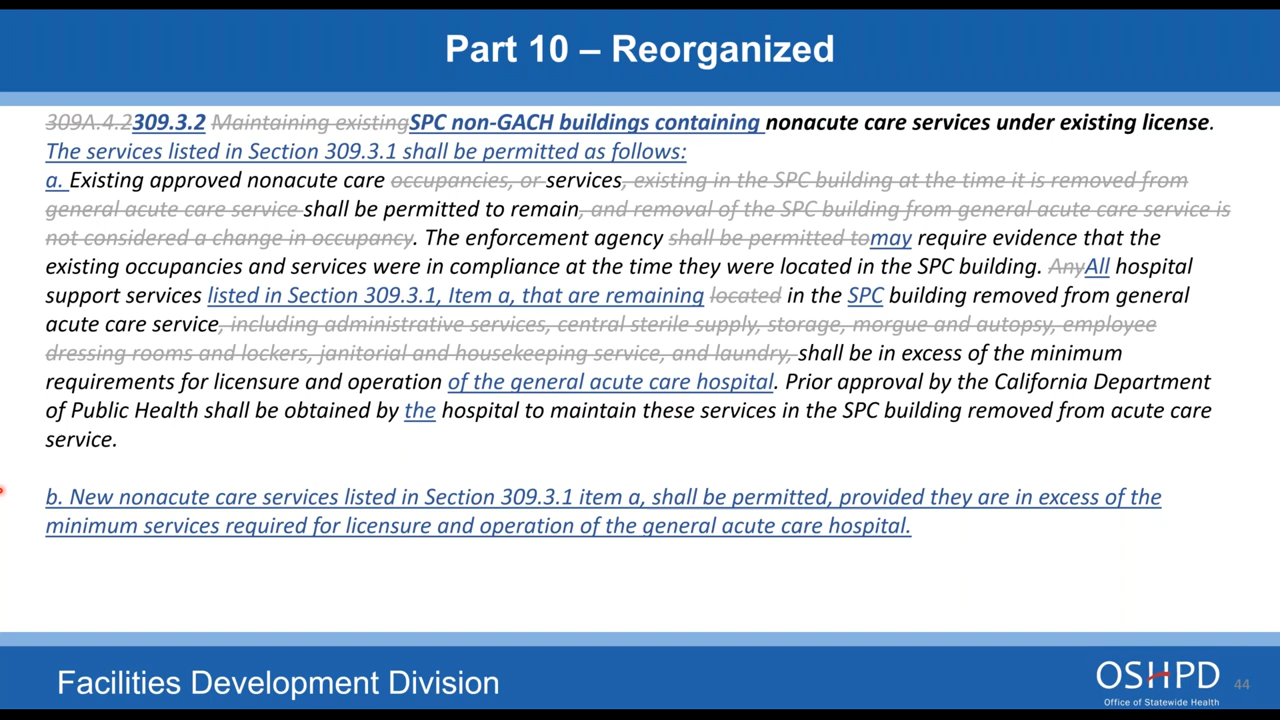 Part 10 – Reorganized
309A.4.2309.3.2 Maintaining existingSPC non-GACH buildings containing nonacute care services under existing license.
The services listed in Section 309.3.1 shall be permitted as follows:
a. Existing approved nonacute care occupancies, or services, existing in the SPC building at the time it is removed from
general acute care service shall be permitted to remain, and removal of the SPC building from general acute care service is
not considered a change in occupancy. The enforcement agency shall be permitted tomay require evidence that the
existing occupancies and services were in compliance at the time they were located in the SPC building. AnyAll hospital
support services listed in Section 309.3.1, Item a, that are remaining located in the SPC building removed from general
acute care service, including administrative services, central sterile supply, storage, morgue and autopsy, employee
dressing rooms and lockers, janitorial and housekeeping service, and laundry, shall be in excess of the minimum
requirements for licensure and operation of the general acute care hospital. Prior approval by the California Department
of Public Health shall be obtained by the hospital to maintain these services in the SPC building removed from acute care
service.
b. New nonacute care services listed in Section 309.3.1 item a, shall be permitted, provided they are in excess of the
minimum services required for licensure and operation of the general acute care hospital.
Facilities Development Division
OSHPD
Office of Statewide Health
44